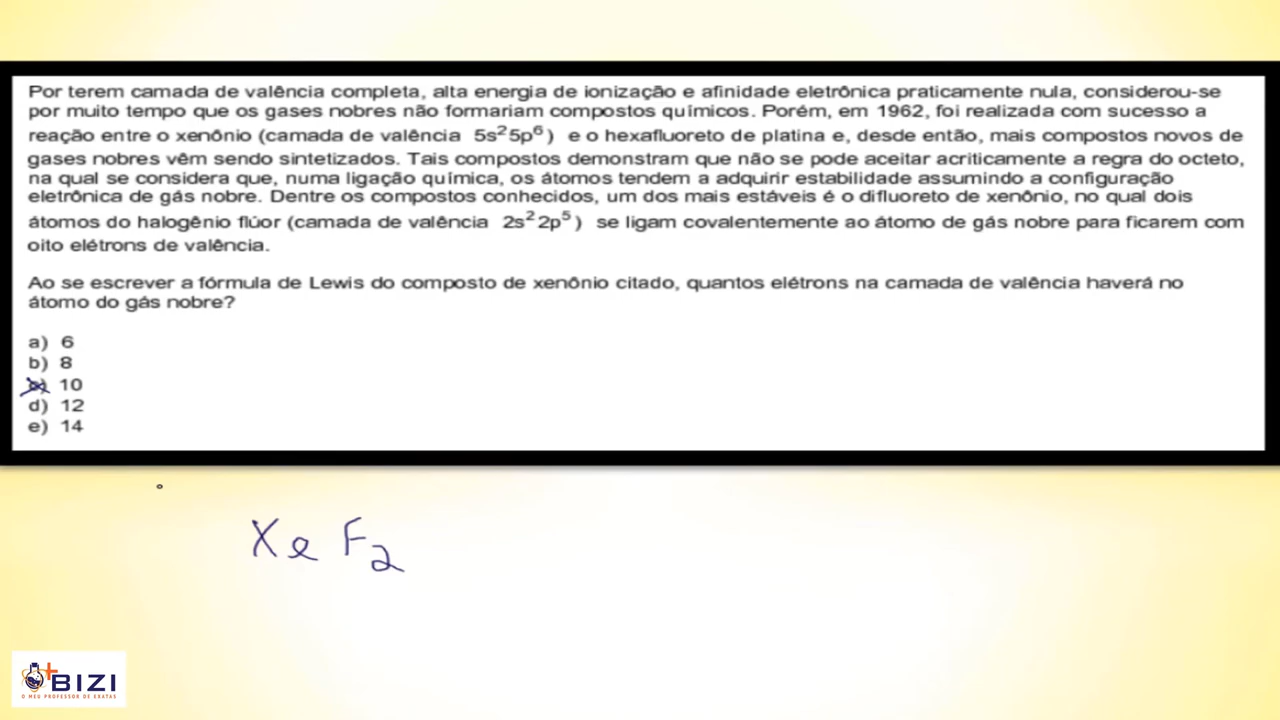 Por terem camada de valência completa, alta energia de ionização e afinidade eletrônica praticamente nula, considerou-se
por muito tempo que os gases nobres não formariam compostos químicos. Porém, em 1962, foi realizada com sucesso a
reação entre o xenônio (camada de valência 5s²5p⁶) e o hexafluoreto de platina e, desde então, mais compostos novos de
gases nobres vêm sendo sintetizados. Tais compostos demonstram que não se pode aceitar acriticamente a regra do octeto,
na qual se considera que, numa ligação química, os átomos tendem a adquirir estabilidade assumindo a configuração
eletrônica de gás nobre. Dentre os compostos conhecidos, um dos mais estáveis é o difluoreto de xenônio, no qual dois
átomos do halogênio flúor (camada de valência 2s²2p⁵) se ligam covalentemente ao átomo de gás nobre para ficarem com
oito elétrons de valência.
Ao se escrever a fórmula de Lewis do composto de xenônio citado, quantos elétrons na camada de valência haverá no
átomo do gás nobre?
a) 6
b) 8
c) 10
d) 12
e) 14
XeF₂
BIZI
O MEU PROFESSOR DE EXATAS